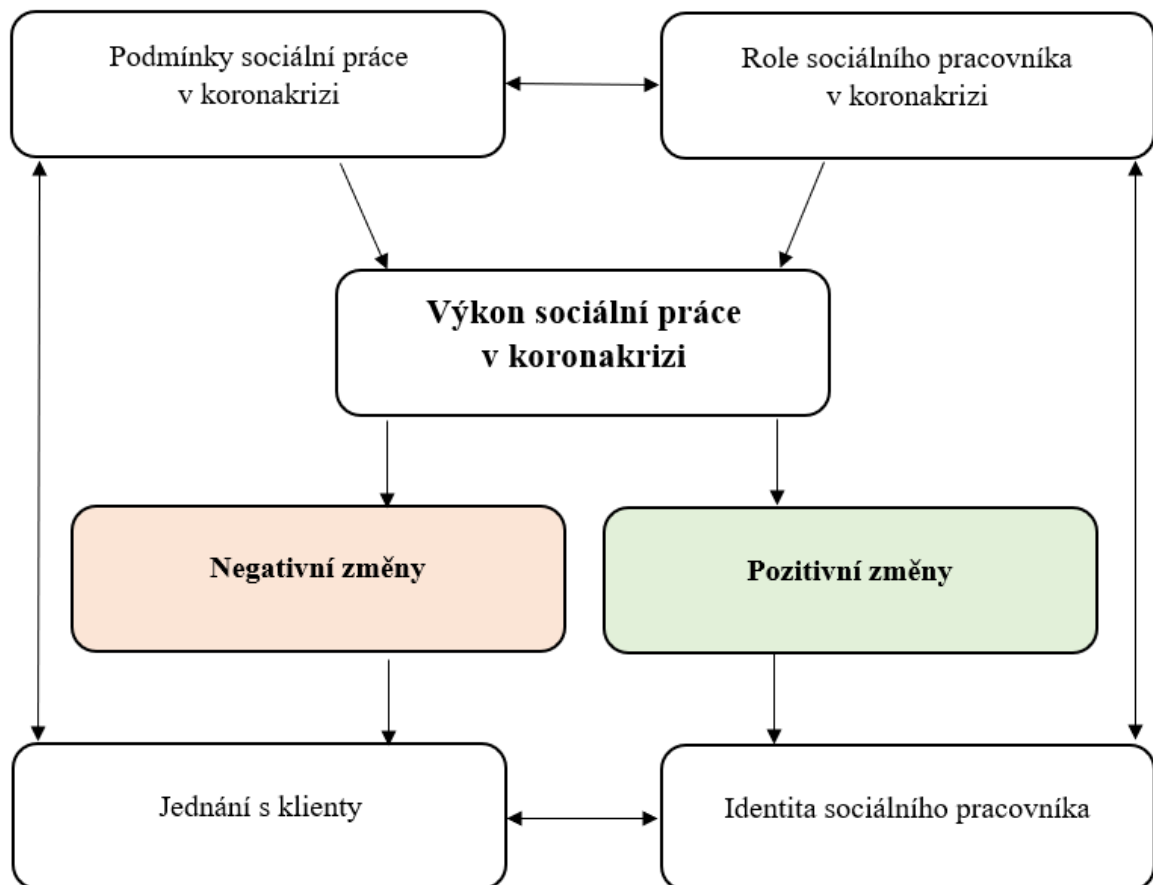 Podmínky sociální práce
v koronakrizi
Role sociálního pracovníka
v koronakrizi
Výkon sociální práce
v koronakrizi
Negativní změny
Pozitivní změny
Jednání s klienty
Identita sociálního pracovníka